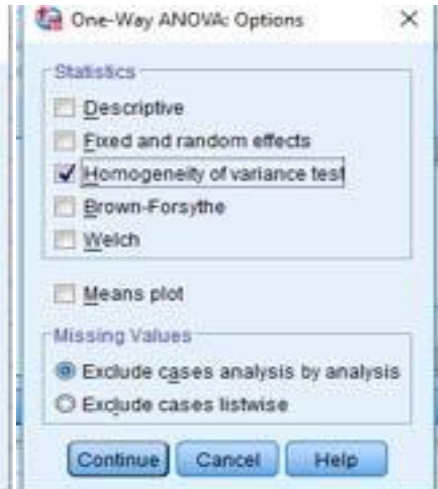 One-Way ANOVA: Options
Statistics
Descriptive
Fixed and random effects
Homogeneity of variance test
Brown-Forsythe
Welch
Means plot
Missing Values
Exclude cases analysis by analysis
Exclude cases listwise
Continue Cancel Help